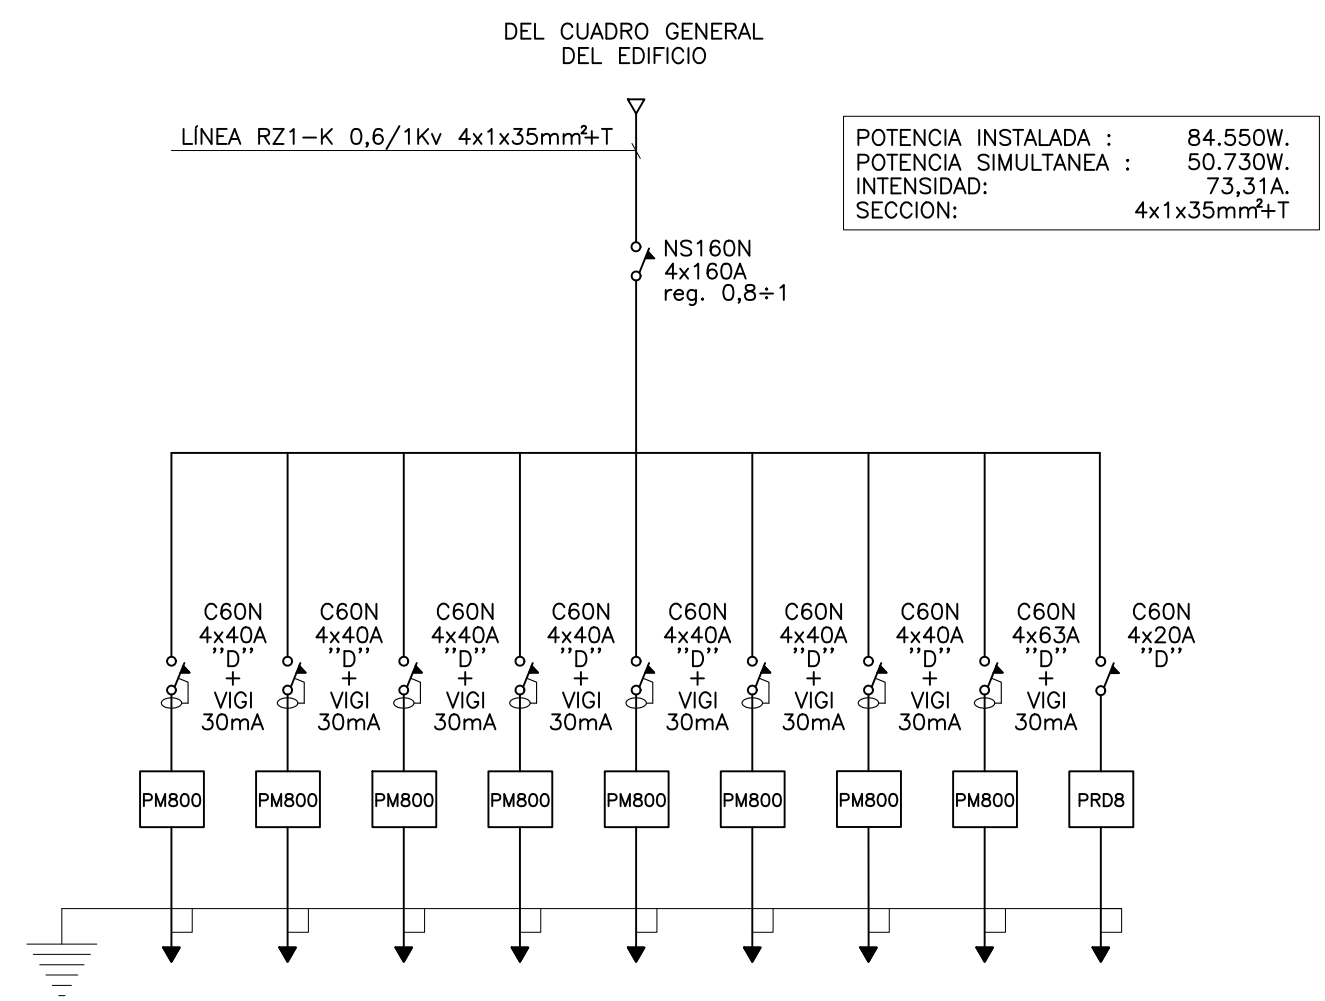 DEL CUADRO GENERAL
DEL EDIFICIO
LÍNEA RZ1-K 0,6/1Kv 4x1x35mm²+T
POTENCIA INSTALADA : 84.550W.
POTENCIA SIMULTANEA : 50.730W.
INTENSIDAD: 73,31A.
SECCION: 4x1x35mm²+T
NS160N
4x160A
reg. 0,8÷1
C60N
4x40A
"D"
+
VIGI
30mA
C60N
4x40A
"D"
+
VIGI
30mA
C60N
4x40A
"D"
+
VIGI
30mA
C60N
4x40A
"D"
+
VIGI
30mA
C60N
4x40A
"D"
+
VIGI
30mA
C60N
4x40A
"D"
+
VIGI
30mA
C60N
4x40A
"D"
+
VIGI
30mA
C60N
4x63A
"D"
+
VIGI
30mA
C60N
4x20A
"D"
PM800
PM800
PM800
PM800
PM800
PM800
PM800
PM800
PRD8